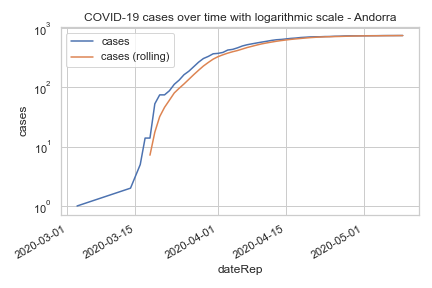 COVID-19 cases over time with logarithmic scale - Andorra
cases
cases (rolling)
10³
10²
10¹
10⁰
cases
2020-03-01
2020-03-15
2020-04-01
2020-04-15
2020-05-01
dateRep